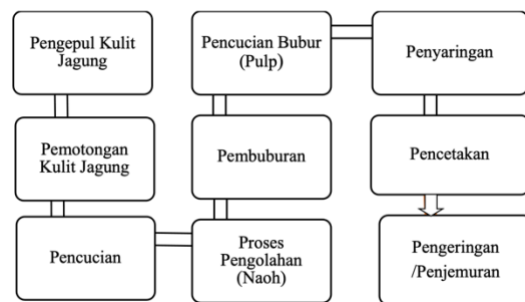 Pengepul Kulit
Jagung
Pemotongan
Kulit Jagung
Pencucian
Proses
Pengolahan
(Naoh)
Pembuburan
Pencucian Bubur
(Pulp)
Penyaringan
Pencetakan
Pengeringan
/Penjemuran